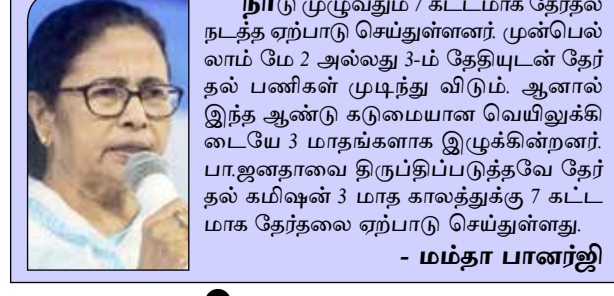 நாடு முழுவதும் 7 கட்டமாக தேர்தல்
நடத்த ஏற்பாடு செய்துள்ளனர். முன்பெல்
லாம் மே 2 அல்லது 3-ம் தேதியுடன் தேர்
தல் பணிகள் முடிந்து விடும். ஆனால்
இந்த ஆண்டு கடுமையான வெயிலுக்கி
டையே 3 மாதங்களாக இழுக்கின்றனர்.
பா.ஜனதாவை திருப்திப்படுத்தவே தேர்
தல் கமிஷன் 3 மாத காலத்துக்கு 7 கட்ட
மாக தேர்தலை ஏற்பாடு செய்துள்ளது.
- மம்தா பானர்ஜி